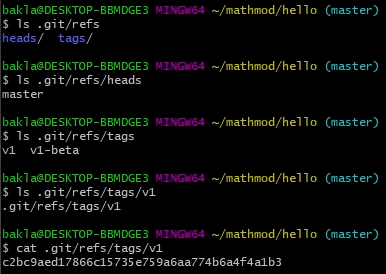 bakla@DESKTOP-BBMDGE3 MINGW64 ~/mathmod/hello (master)
$ ls .git/refs
heads/  tags/
bakla@DESKTOP-BBMDGE3 MINGW64 ~/mathmod/hello (master)
$ ls .git/refs/heads
master
bakla@DESKTOP-BBMDGE3 MINGW64 ~/mathmod/hello (master)
$ ls .git/refs/tags
v1  v1-beta
bakla@DESKTOP-BBMDGE3 MINGW64 ~/mathmod/hello (master)
$ ls .git/refs/tags/v1
.git/refs/tags/v1
bakla@DESKTOP-BBMDGE3 MINGW64 ~/mathmod/hello (master)
$ cat .git/refs/tags/v1
c2bc9aed17866c15735e759a6aa774b6a4f4a1b3